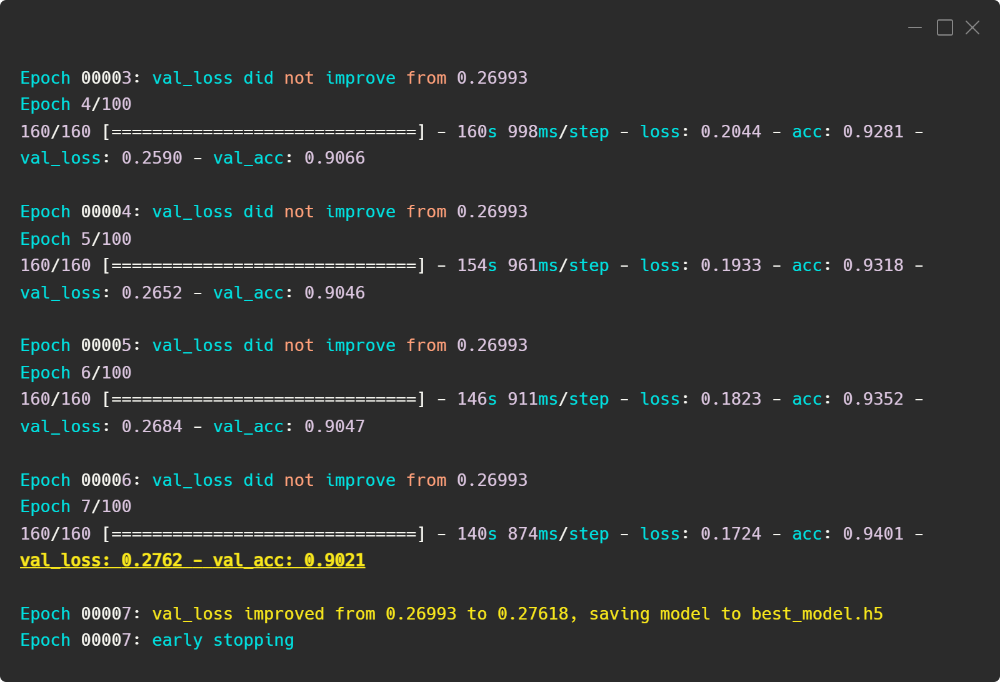 Epoch 00003: val_loss did not improve from 0.26993
Epoch 4/100
160/160 [==============================] - 160s 998ms/step - loss: 0.2044 - acc: 0.9281 -
val_loss: 0.2590 - val_acc: 0.9066
Epoch 00004: val_loss did not improve from 0.26993
Epoch 5/100
160/160 [==============================] - 154s 961ms/step - loss: 0.1933 - acc: 0.9318 -
val_loss: 0.2652 - val_acc: 0.9046
Epoch 00005: val_loss did not improve from 0.26993
Epoch 6/100
160/160 [==============================] - 146s 911ms/step - loss: 0.1823 - acc: 0.9352 -
val_loss: 0.2684 - val_acc: 0.9047
Epoch 00006: val_loss did not improve from 0.26993
Epoch 7/100
160/160 [==============================] - 140s 874ms/step - loss: 0.1724 - acc: 0.9401 -
val_loss: 0.2762 - val_acc: 0.9021
Epoch 00007: val_loss improved from 0.26993 to 0.27618, saving model to best_model.h5
Epoch 00007: early stopping